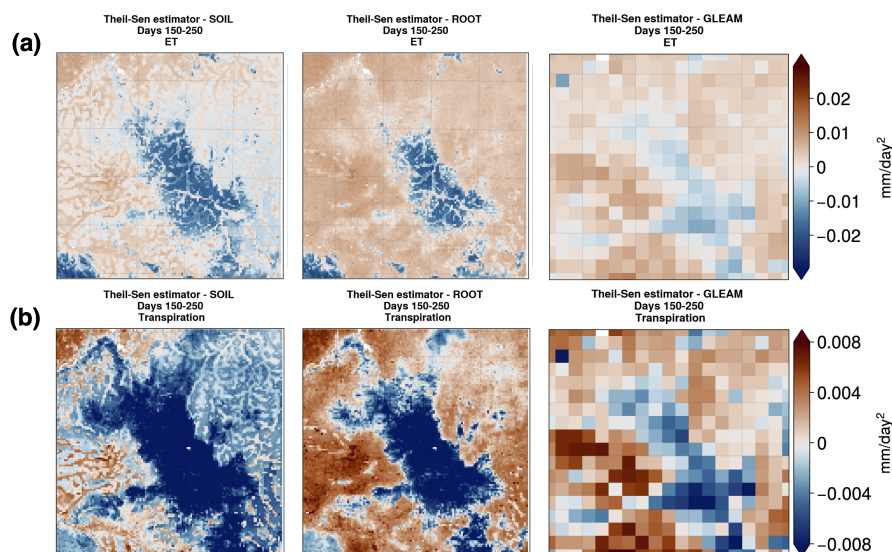 (a)
Theil-Sen estimator - SOIL
Days 150-250
ET
Theil-Sen estimator - ROOT
Days 150-250
ET
Theil-Sen estimator - GLEAM
Days 150-250
ET
0.02
0.01
0
−0.01
−0.02
mm/day²
(b)
Theil-Sen estimator - SOIL
Days 150-250
Transpiration
Theil-Sen estimator - ROOT
Days 150-250
Transpiration
Theil-Sen estimator - GLEAM
Days 150-250
Transpiration
0.008
0.004
0
−0.004
−0.008
mm/day²